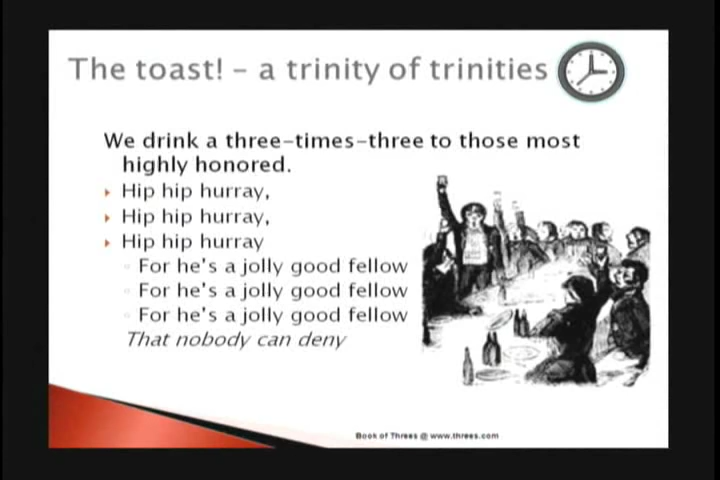 The toast! – a trinity of trinities
We drink a three-times-three to those most
highly honored.
Hip hip hurray,
Hip hip hurray,
Hip hip hurray
For he's a jolly good fellow
For he's a jolly good fellow
For he's a jolly good fellow
That nobody can deny
Book of Threes @ www.threes.com